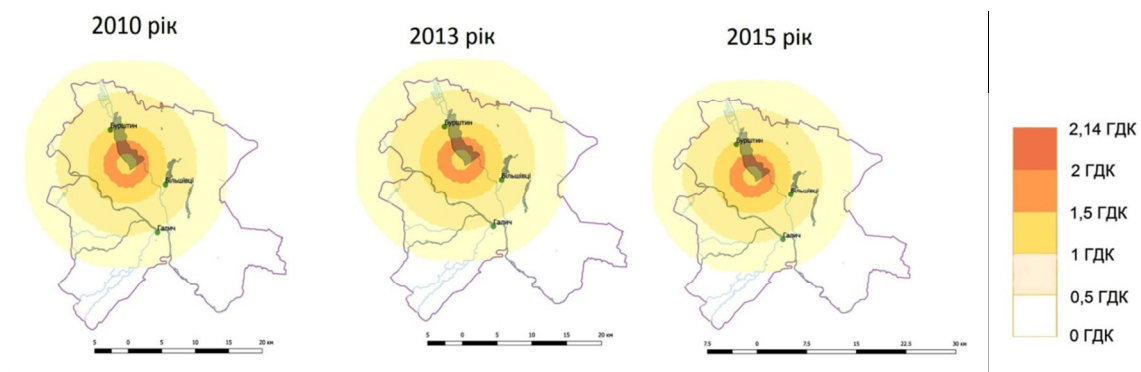 2010 рік
2013 рік
2015 рік
Бурштин
Більшівці
Галич
Бурштин
Більшівці
Галич
Бурштин
Більшівці
Галич
5 0 5 10 15 20 км
5 0 5 10 15 20 км
7.5 0 7.5 15 22.5 30 км
2,14 ГДК
2 ГДК
1,5 ГДК
1 ГДК
0,5 ГДК
0 ГДК